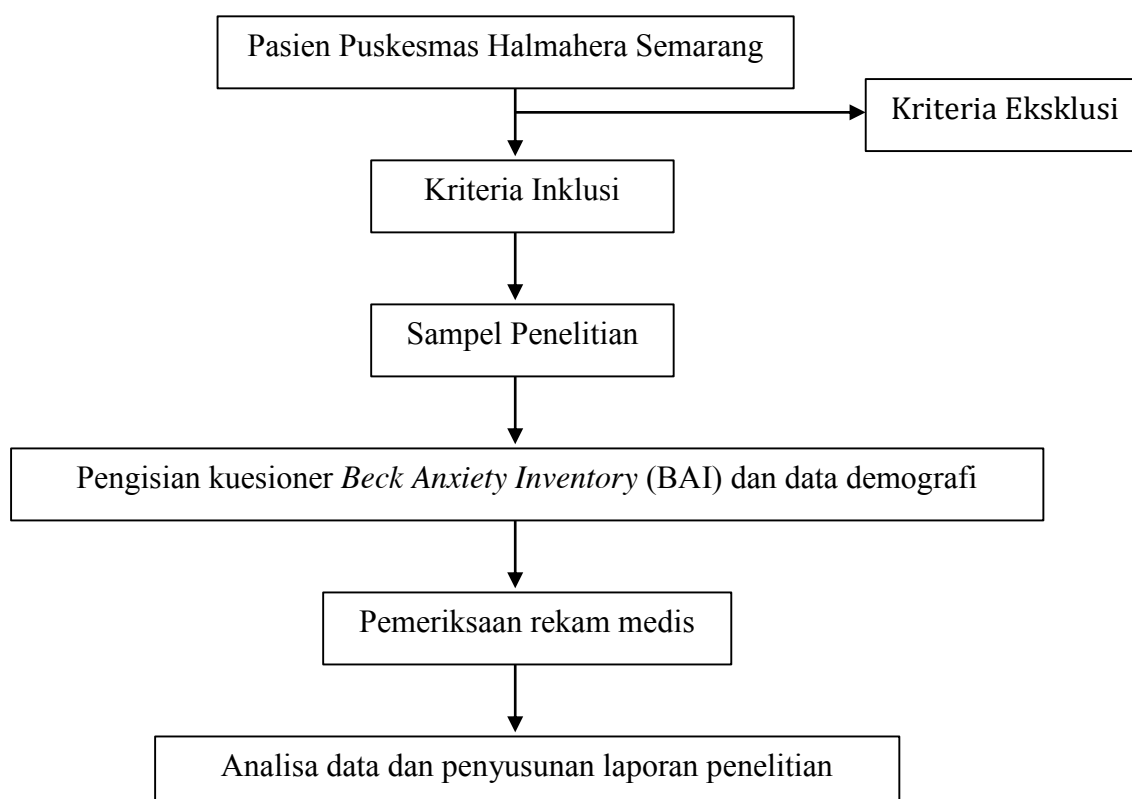 Pasien Puskesmas Halmahera Semarang
Kriteria Eksklusi
Kriteria Inklusi
Sampel Penelitian
Pengisian kuesioner Beck Anxiety Inventory (BAI) dan data demografi
Pemeriksaan rekam medis
Analisa data dan penyusunan laporan penelitian